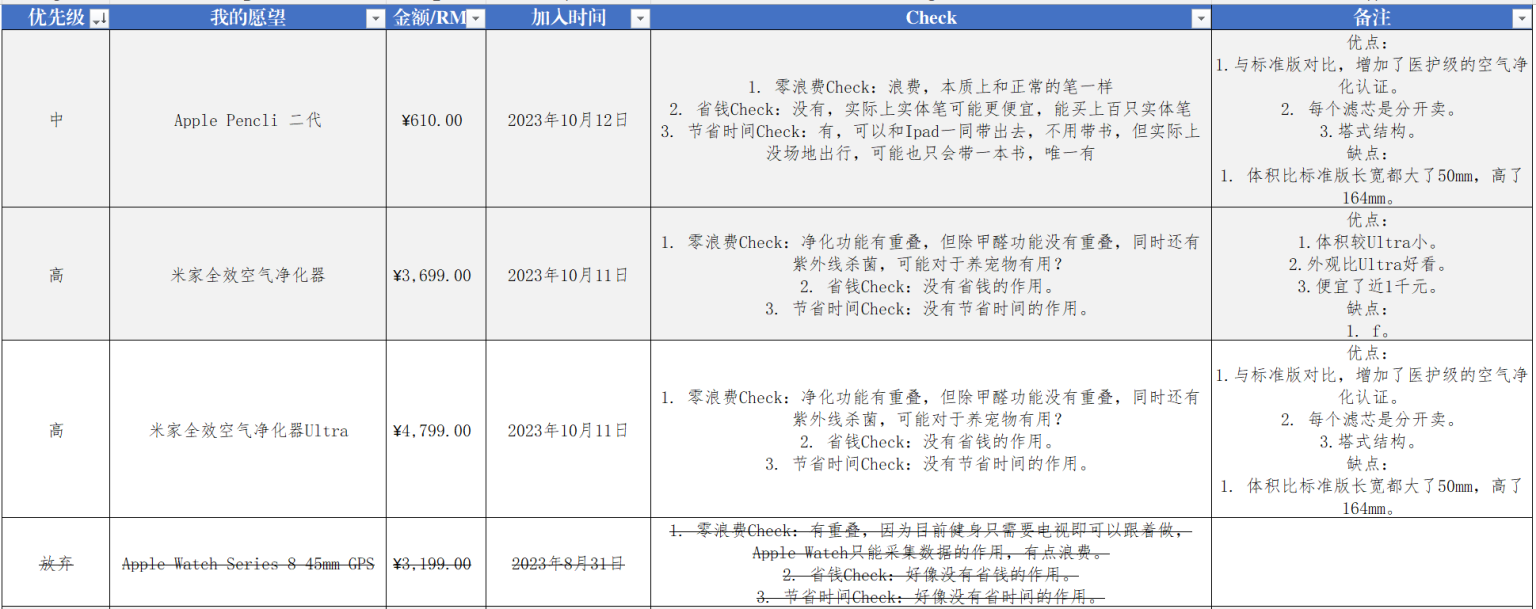 优先级 我的愿望 金额/RM 加入时间 Check 备注
中 Apple Pencli 二代 ¥610.00 2023年10月12日
1. 零浪费Check：浪费，本质上和正常的笔一样
2. 省钱Check：没有，实际上实体笔可能更便宜，能买上百只实体笔
3. 节省时间Check：有，可以和Ipad一同带出去，不用带书，但实际上
没场地出行，可能也只会带一本书，唯一有
优点：
1.与标准版对比，增加了医护级的空气净
化认证。
2. 每个滤芯是分开卖。
3.塔式结构。
缺点：
1. 体积比标准版长宽都大了50mm，高了
164mm。
高 米家全效空气净化器 ¥3,699.00 2023年10月11日
1. 零浪费Check：净化功能有重叠，但除甲醛功能没有重叠，同时还有
紫外线杀菌，可能对于养宠物有用？
2. 省钱Check：没有省钱的作用。
3. 节省时间Check：没有节省时间的作用。
优点：
1.体积较Ultra小。
2.外观比Ultra好看。
3.便宜了近1千元。
缺点：
1. f。
高 米家全效空气净化器Ultra ¥4,799.00 2023年10月11日
1. 零浪费Check：净化功能有重叠，但除甲醛功能没有重叠，同时还有
紫外线杀菌，可能对于养宠物有用？
2. 省钱Check：没有省钱的作用。
3. 节省时间Check：没有节省时间的作用。
优点：
1.与标准版对比，增加了医护级的空气净
化认证。
2. 每个滤芯是分开卖。
3.塔式结构。
缺点：
1. 体积比标准版长宽都大了50mm，高了
164mm。
放弃 Apple Watch Series 8 45mm GPS ¥3,199.00 2023年8月31日
1. 零浪费Check：有重叠，因为目前健身只需要电视即可以跟着做，
Apple Watch只能采集数据的作用，有点浪费。
2. 省钱Check：好像没有省钱的作用。
3. 节省时间Check：好像没有省时间的作用。